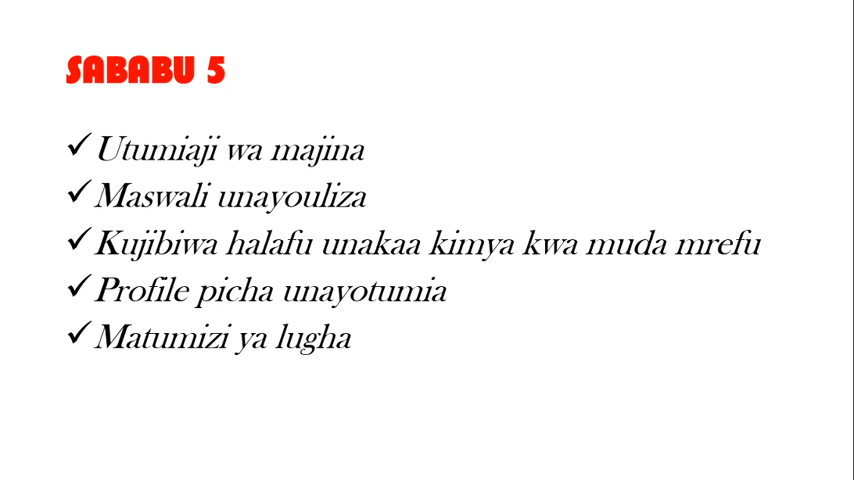 SABABU 5
Utumiaji wa majina
Maswali unayouliza
Kujibiwa halafu unakaa kimya kwa muda mrefu
Profile picha unayotumia
Matumizi ya lugha